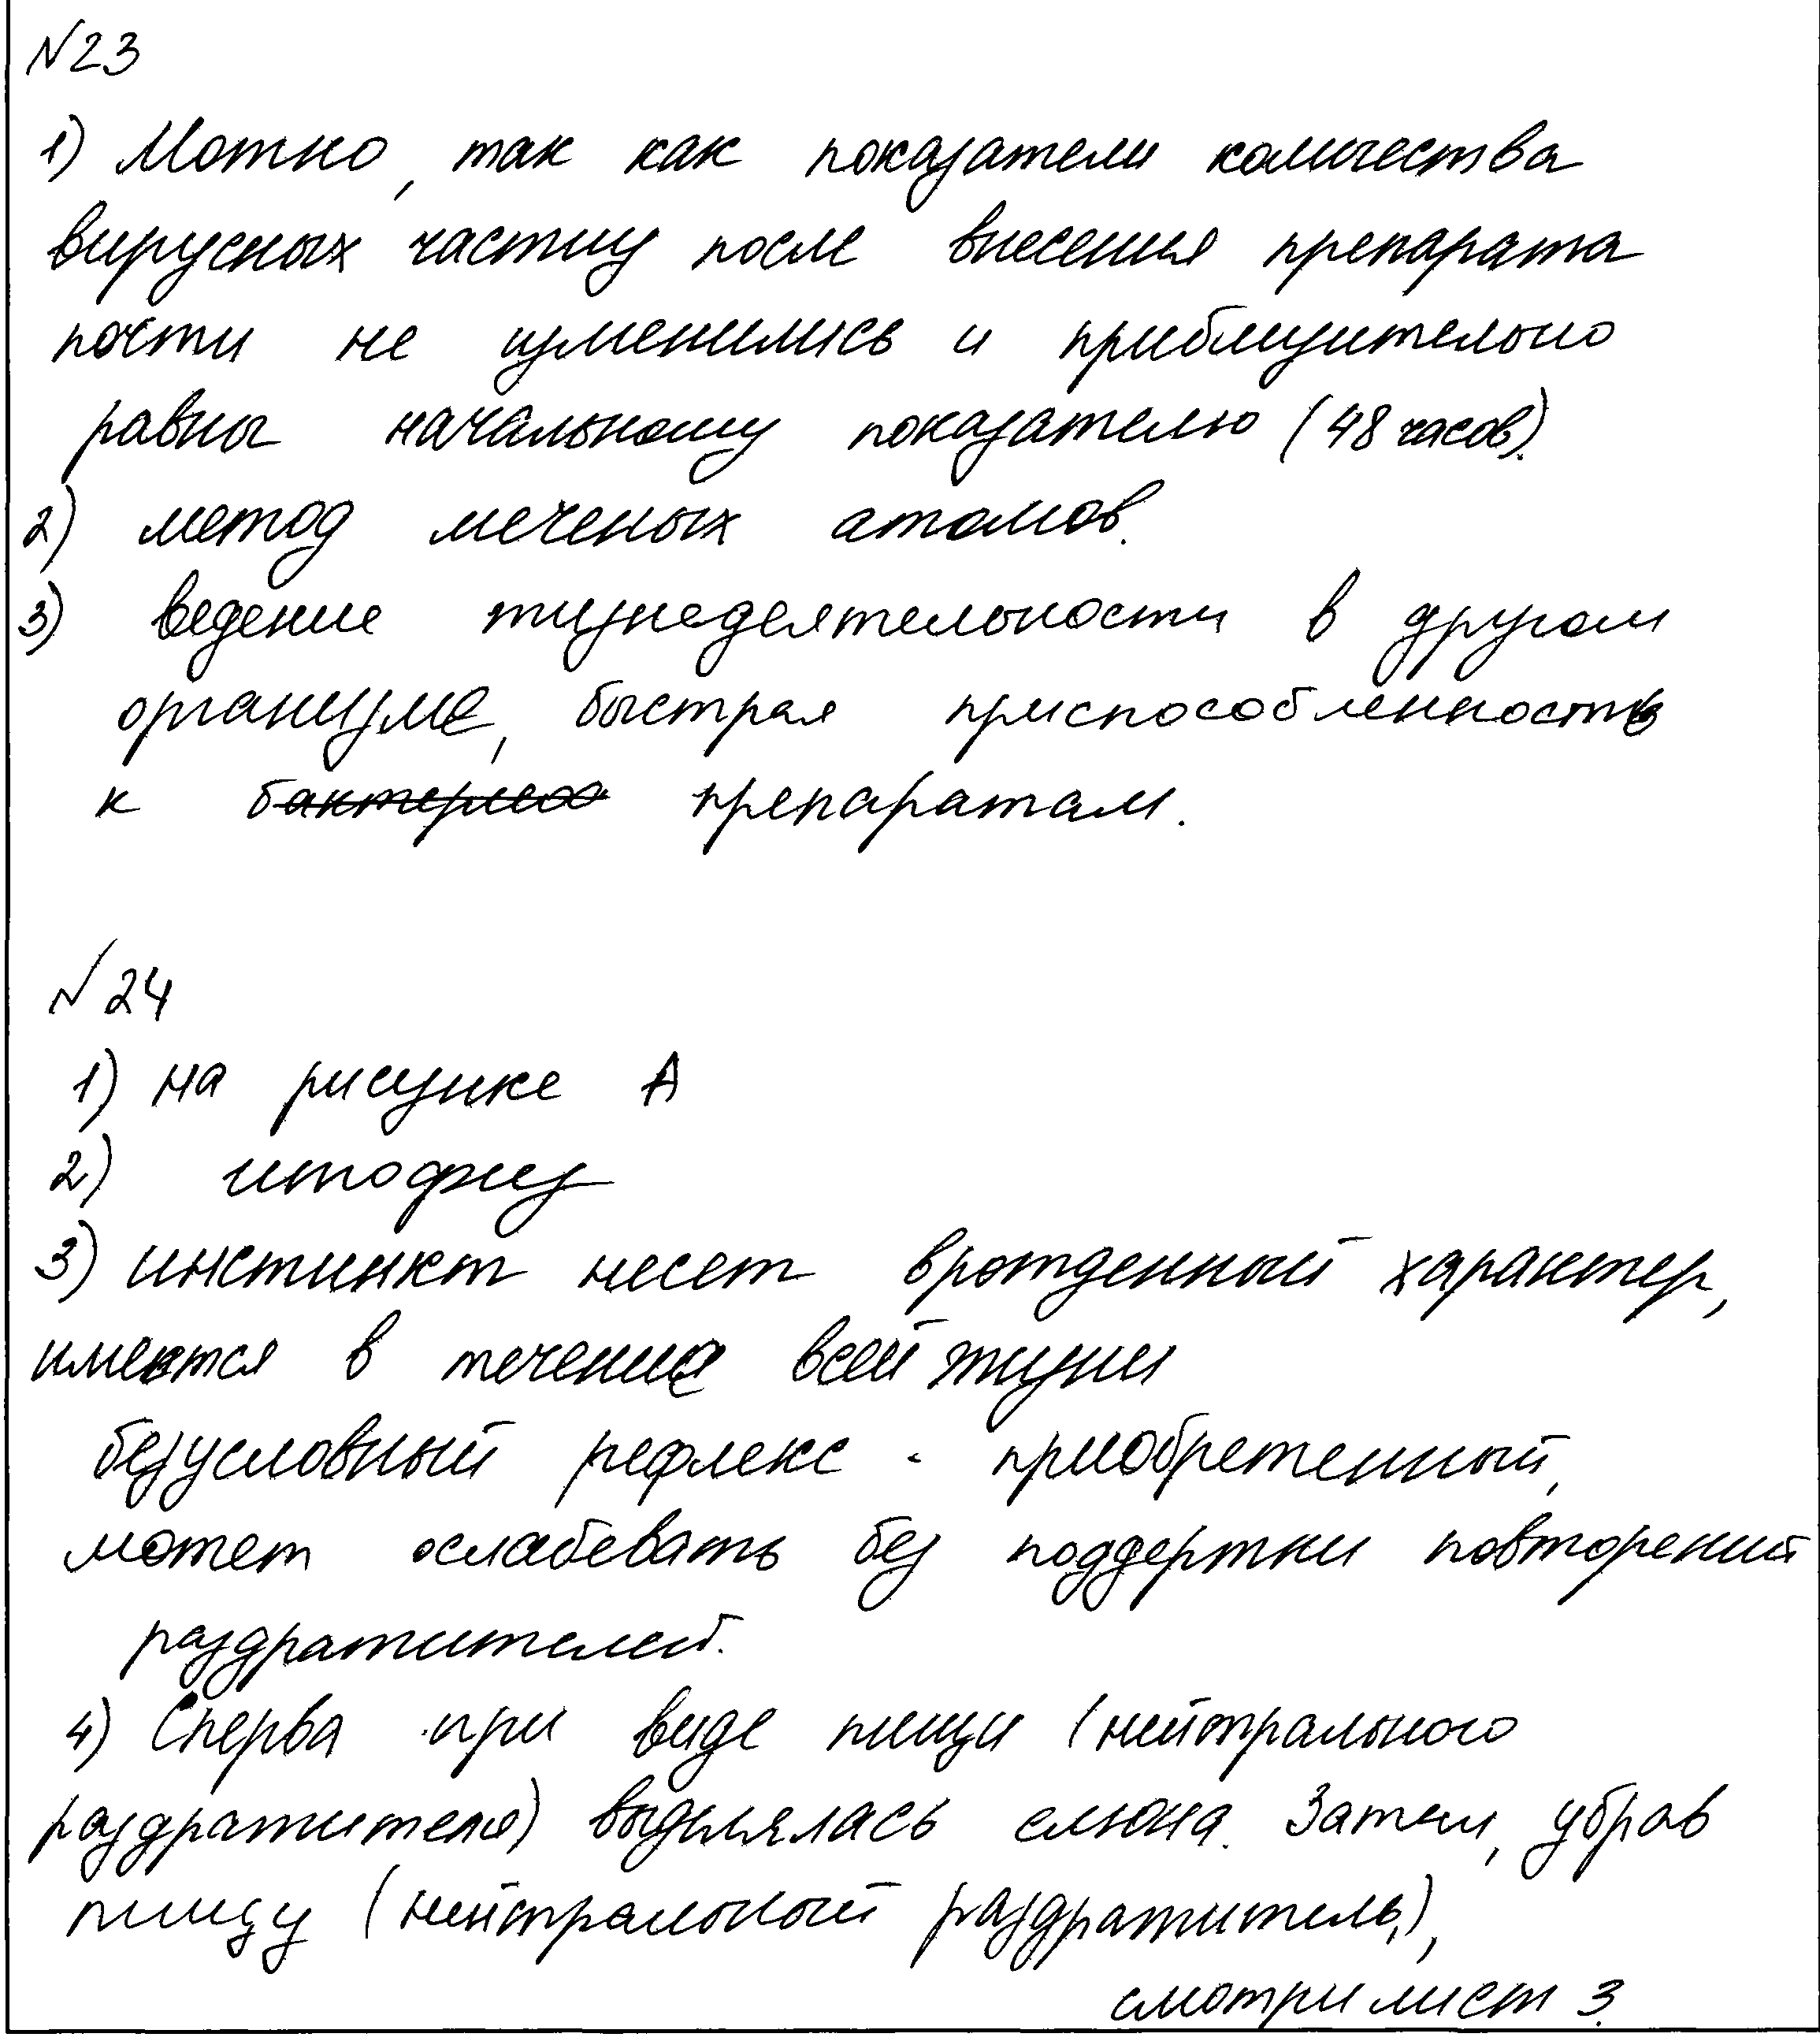 №23
1) Можно, так как показатели количества
вирусных частиц после внесения препарата
почти не изменились и приблизительно
равны начальному показателю (48 часов).
2) метод меченых атомов.
3) ведение жизнедеятельности в другом
организме, быстрая приспособленность
к бактериям препаратам.
№24
1) на рисунке А
2)
3) инстинкт несет врожденный характер,
имеется в течение всей жизни
безусловный рефлекс - приобретенный,
может ослабевать без поддержки повторений
раздражителей.
4) Сперва при виде пищи (нейтрального
раздражителя) выделялась слюна. Затем, убрав
пищу (нейтральный раздражитель),
смотри лист 3.